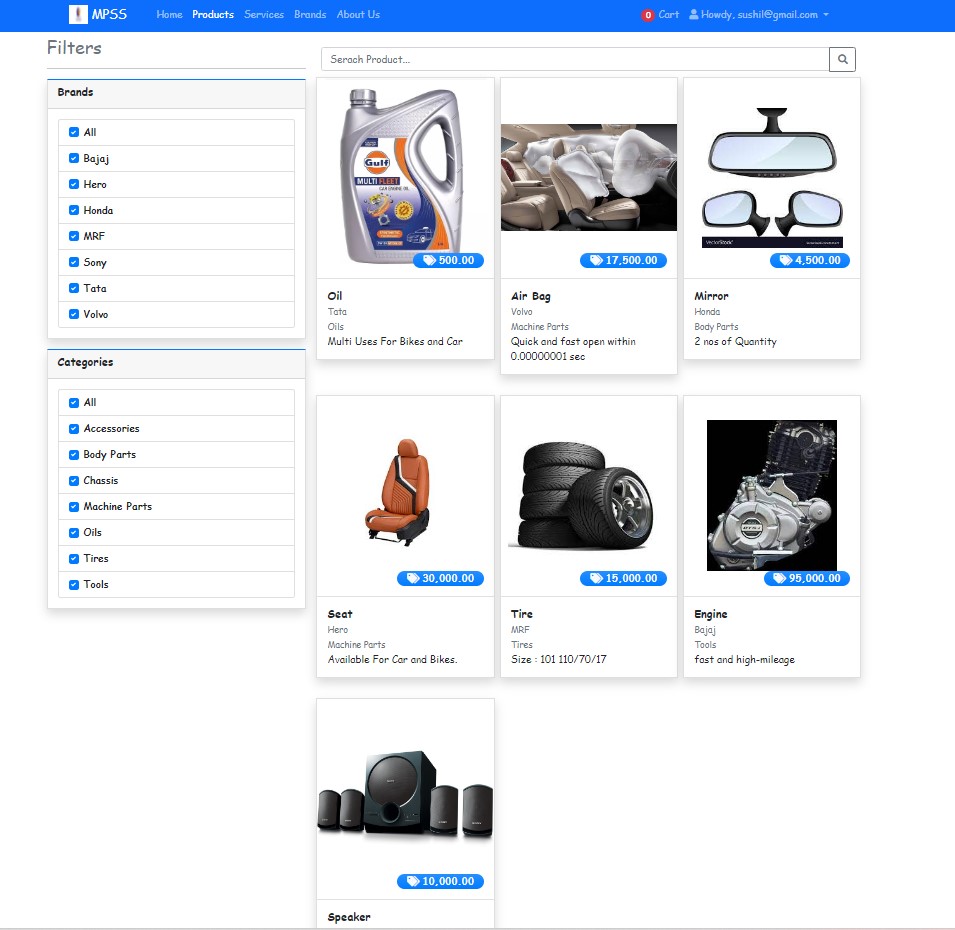 MPSS Home Products Services Brands About Us 0 Cart Howdy, sushil@gmail.com
Filters
Brands
All
Bajaj
Hero
Honda
MRF
Sony
Tata
Volvo
Categories
All
Accessories
Body Parts
Chassis
Machine Parts
Oils
Tires
Tools
Serach Product...
Gulf
MULTI FLEET
CAR ENGINE OIL
500.00
Oil
Tata
Oils
Multi Uses For Bikes and Car
17,500.00
Air Bag
Volvo
Machine Parts
Quick and fast open within
0.00000001 sec
VectorStock
4,500.00
Mirror
Honda
Body Parts
2 nos of Quantity
30,000.00
Seat
Hero
Machine Parts
Available For Car and Bikes.
15,000.00
Tire
MRF
Tires
Size : 101 110/70/17
95,000.00
Engine
Bajaj
Tools
fast and high-mileage
10,000.00
Speaker